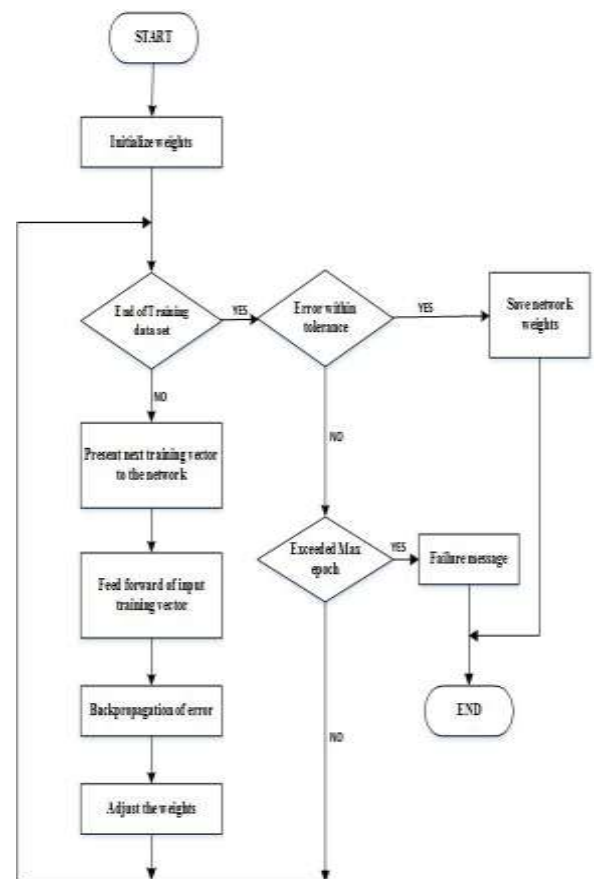 START
Initialize weights
End of Training
data set
YES
Error within
tolerance
YES
Save network
weights
NO
Present next training vector
to the network
NO
Exceeded Max
epoch
YES
Failure message
Feed forward of input
training vector
Backpropagation of error
END
NO
Adjust the weights